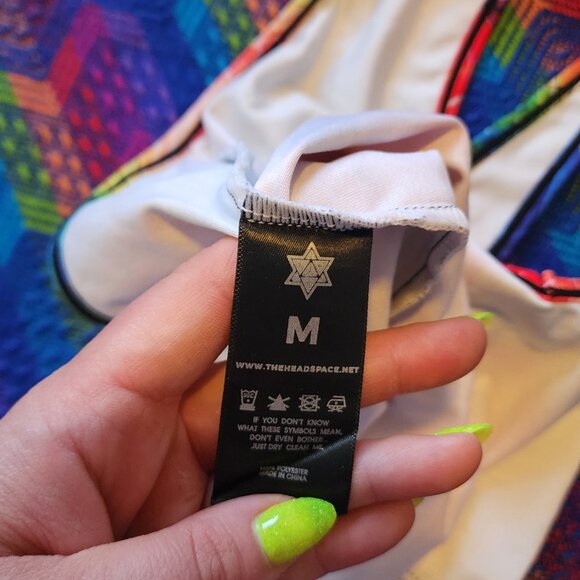 M
WWW.THEHEADSPACE.NET
IF YOU DON'T KNOW
WHAT THESE SYMBOLS MEAN,
DON'T EVEN BOTHER
JUST DRY CLEAN ME.
100% POLYESTER
MADE IN CHINA